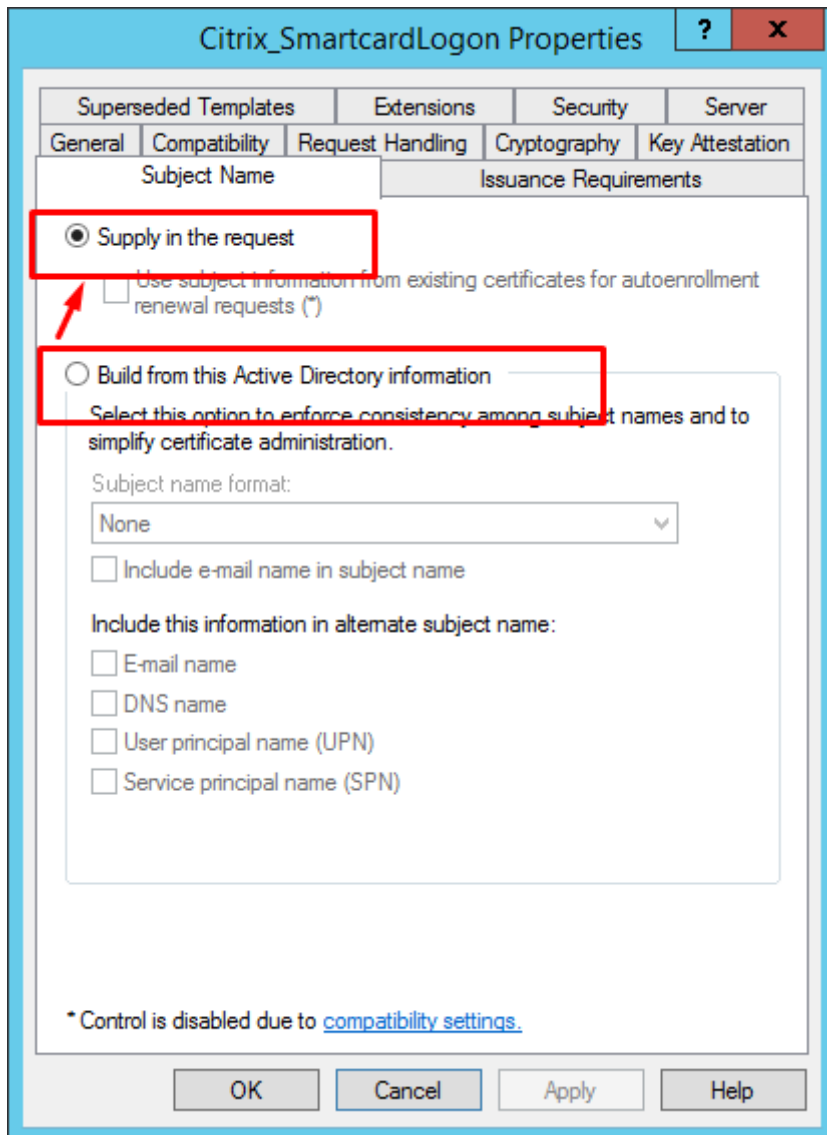 Citrix_SmartcardLogon Properties
?
x
Superseded Templates
Extensions
Security
Server
General
Compatibility
Request Handling
Cryptography
Key Attestation
Subject Name
Issuance Requirements
Supply in the request
Use subject information from existing certificates for autoenrollment
renewal requests (*)
Build from this Active Directory information
Select this option to enforce consistency among subject names and to
simplify certificate administration.
Subject name format:
None
Include e-mail name in subject name
Include this information in alternate subject name:
E-mail name
DNS name
User principal name (UPN)
Service principal name (SPN)
* Control is disabled due to compatibility settings.
OK
Cancel
Apply
Help